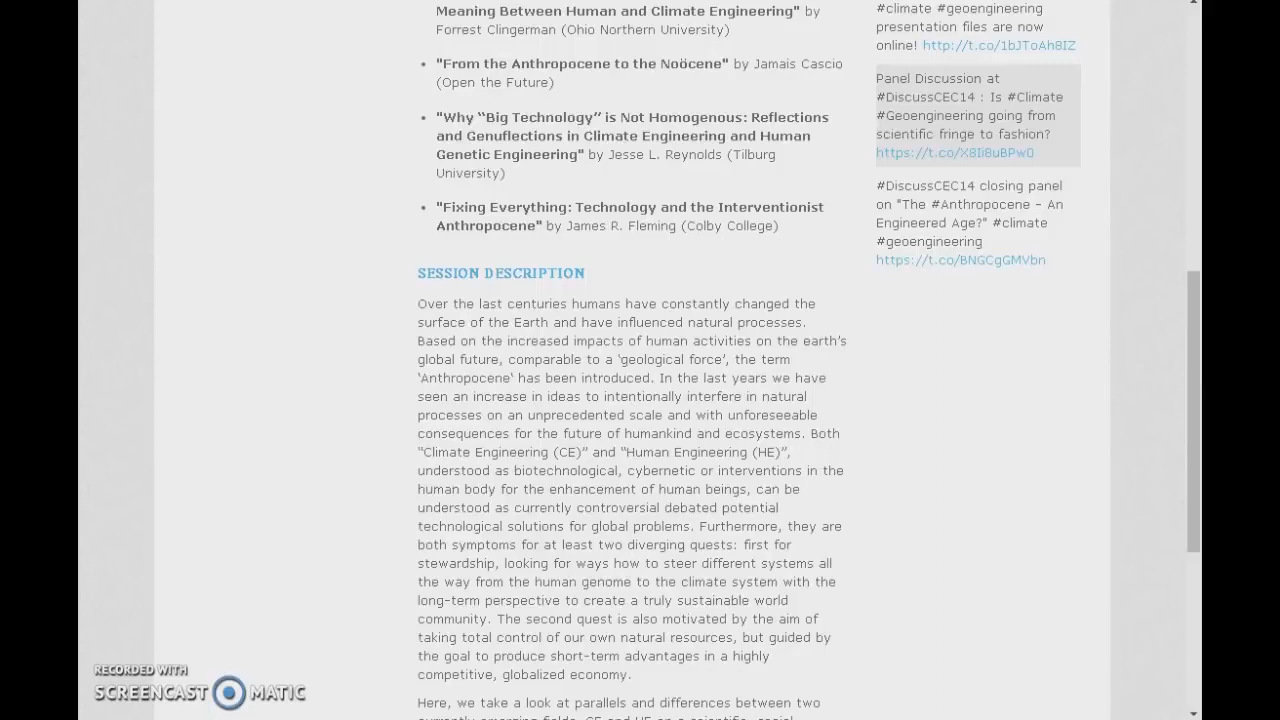 Meaning Between Human and Climate Engineering" by
Forrest Clingerman (Ohio Northern University)
• "From the Anthropocene to the Noöcene" by Jamais Cascio
(Open the Future)
• "Why “Big Technology” is Not Homogenous: Reflections
and Genuflections in Climate Engineering and Human
Genetic Engineering" by Jesse L. Reynolds (Tilburg
University)
• "Fixing Everything: Technology and the Interventionist
Anthropocene" by James R. Fleming (Colby College)
SESSION DESCRIPTION
Over the last centuries humans have constantly changed the
surface of the Earth and have influenced natural processes.
Based on the increased impacts of human activities on the earth’s
global future, comparable to a ‘geological force’, the term
‘Anthropocene‘ has been introduced. In the last years we have
seen an increase in ideas to intentionally interfere in natural
processes on an unprecedented scale and with unforeseeable
consequences for the future of humankind and ecosystems. Both
“Climate Engineering (CE)” and “Human Engineering (HE)”,
understood as biotechnological, cybernetic or interventions in the
human body for the enhancement of human beings, can be
understood as currently controversial debated potential
technological solutions for global problems. Furthermore, they are
both symptoms for at least two diverging quests: first for
stewardship, looking for ways how to steer different systems all
the way from the human genome to the climate system with the
long-term perspective to create a truly sustainable world
community. The second quest is also motivated by the aim of
taking total control of our own natural resources, but guided by
the goal to produce short-term advantages in a highly
competitive, globalized economy.
Here, we take a look at parallels and differences between two
currently emerging fields, CE and HE on a scientific, social
#climate #geoengineering
presentation files are now
online! http://t.co/1bJToAh8IZ
Panel Discussion at
#DiscussCEC14 : Is #Climate
#Geoengineering going from
scientific fringe to fashion?
https://t.co/X8Ii8uBPw0
#DiscussCEC14 closing panel
on "The #Anthropocene - An
Engineered Age?" #climate
#geoengineering
https://t.co/BNGCgGMVbn
RECORDED WITH
SCREENCAST MATIC